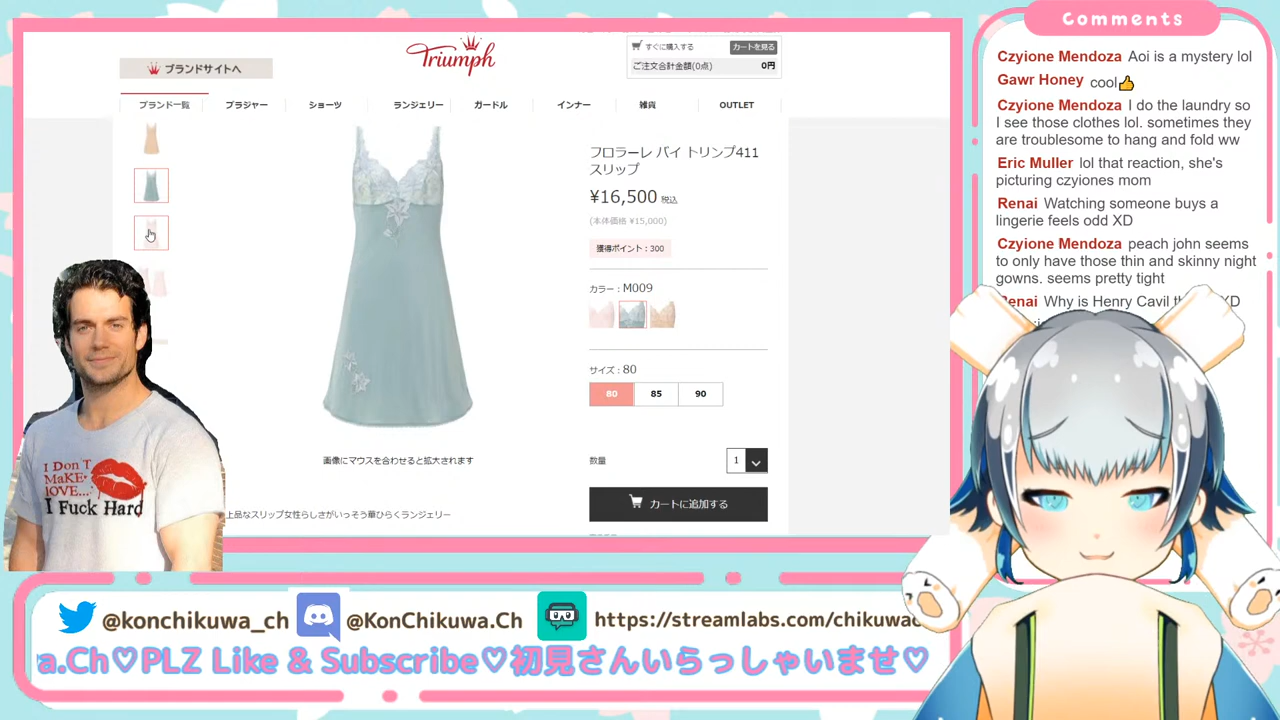 Comments
Czyione Mendoza Aoi is a mystery lol
Gawr Honey cool👍
Czyione Mendoza I do the laundry so
I see those clothes lol. sometimes they
are troublesome to hang and fold ww
Eric Muller lol that reaction, she's
picturing czyiones mom
Renai Watching someone buys a
lingerie feels odd XD
Czyione Mendoza peach john seems
to only have those thin and skinny night
gowns. seems pretty tight
Renai Why is Henry Cavil XD
ブランドサイトへ
Triumph
すぐに購入する
カートを見る
ご注文合計金額(0点) 0円
ブランド一覧
ブラジャー
ショーツ
ランジェリー
ガードル
インナー
雑貨
OUTLET
フロラーレ バイ トリンプ411
スリップ
¥16,500 税込
(本体価格 ¥15,000)
獲得ポイント：300
カラー：M009
サイズ：80
80
85
90
数量
1
カートに追加する
画像にマウスを合わせると拡大されます
上品なスリップ女性らしさがいっそう華ひらくランジェリー
I DON'T
MAKE
LOVE...
I Fuck Hard
@konchikuwa_ch
@KonChikuwa.Ch
https://streamlabs.com/chikuwac
a.Ch♡PLZ Like & Subscribe♡初見さんいらっしゃいませ♡